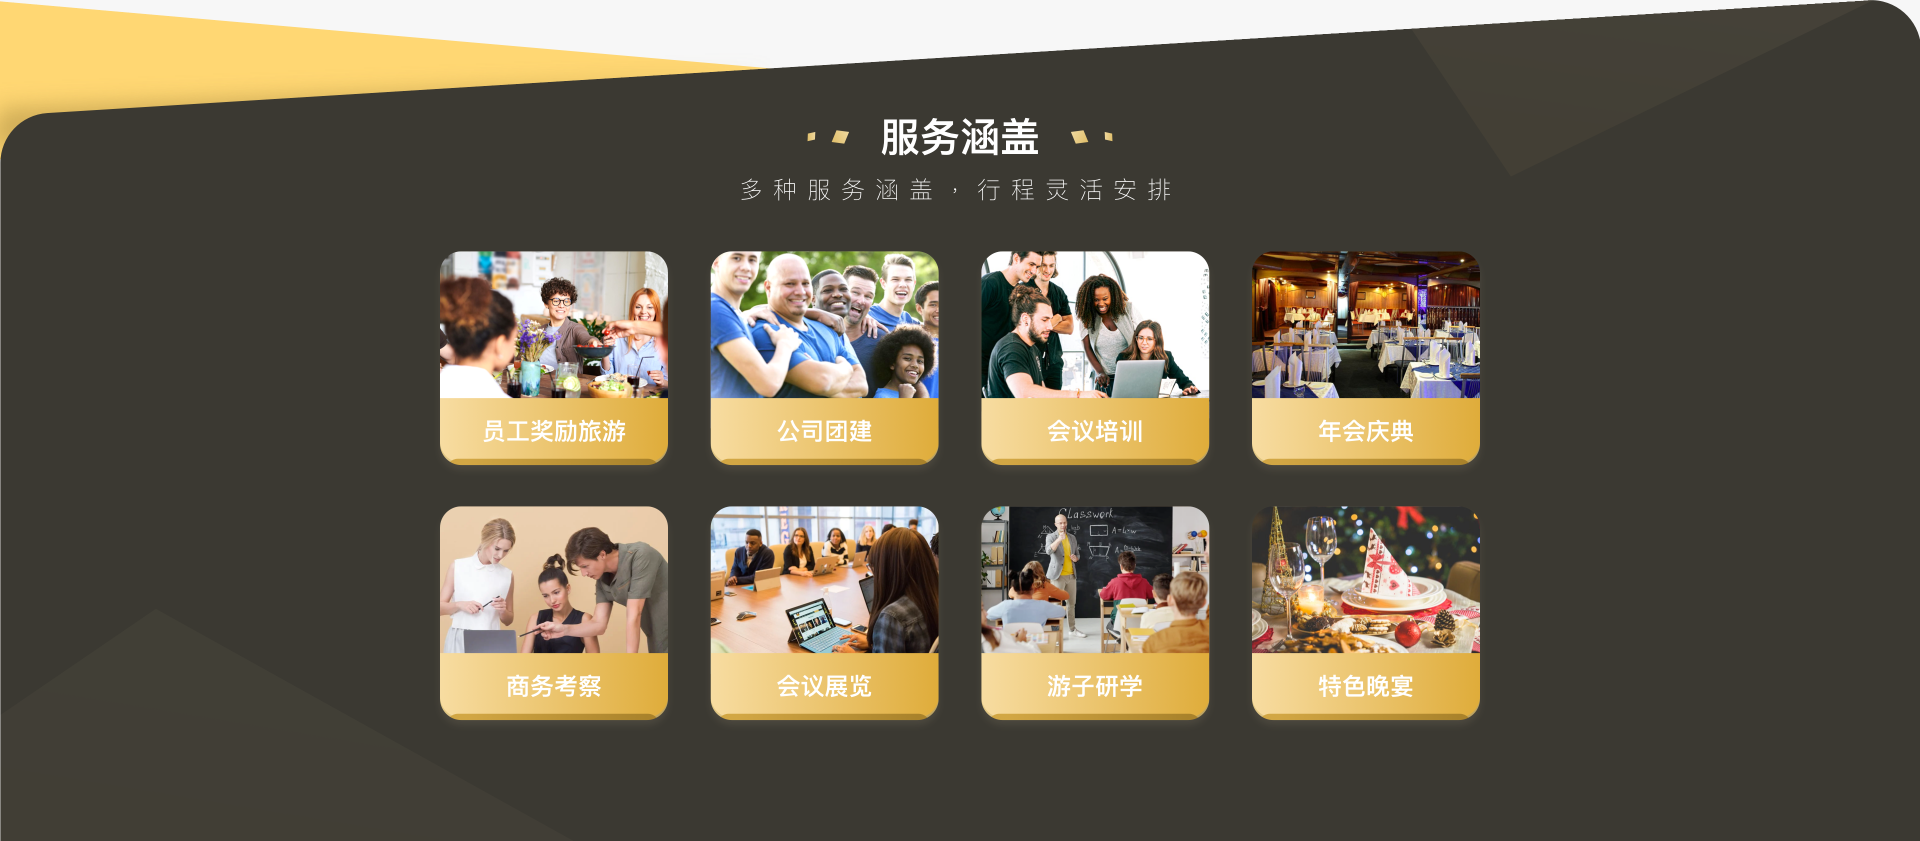 服务涵盖
多种服务涵盖，行程灵活安排
员工奖励旅游
公司团建
会议培训
年会庆典
Classwork
商务考察
会议展览
游子研学
特色晚宴